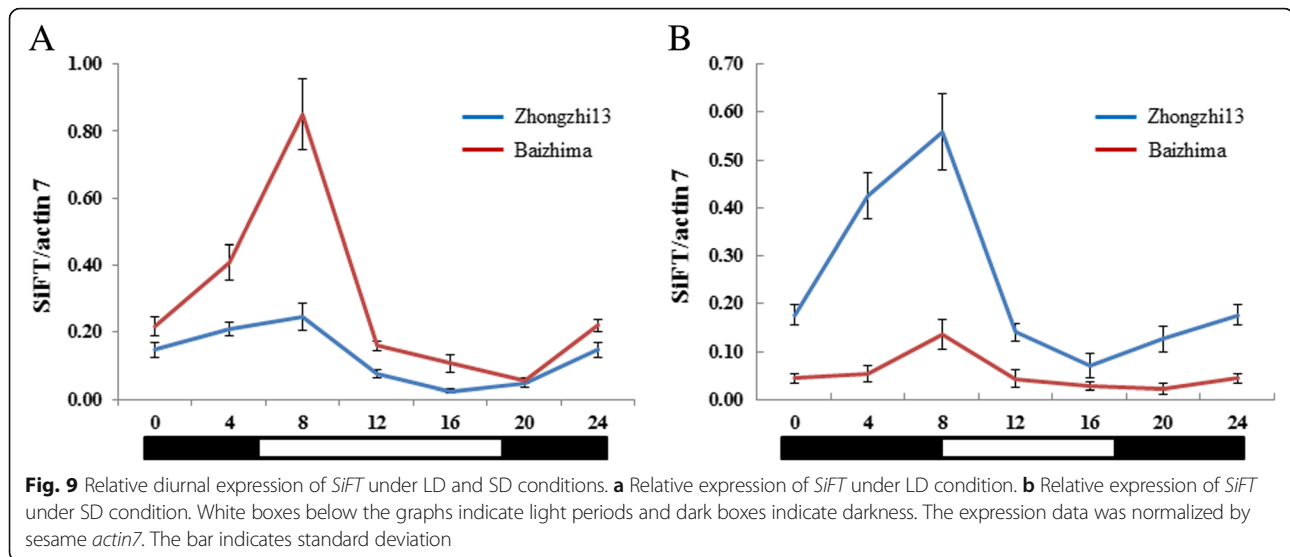 A
1.00
0.80
0.60
0.40
0.20
0.00
SiFT/actin 7
Zhongzhi13
Baizhima
0 4 8 12 16 20 24
B
0.70
0.60
0.50
0.40
0.30
0.20
0.10
0.00
SiFT/actin 7
Zhongzhi13
Baizhima
0 4 8 12 16 20 24
Fig. 9 Relative diurnal expression of SiFT under LD and SD conditions. a Relative expression of SiFT under LD condition. b Relative expression of SiFT
under SD condition. White boxes below the graphs indicate light periods and dark boxes indicate darkness. The expression data was normalized by
sesame actin7. The bar indicates standard deviation